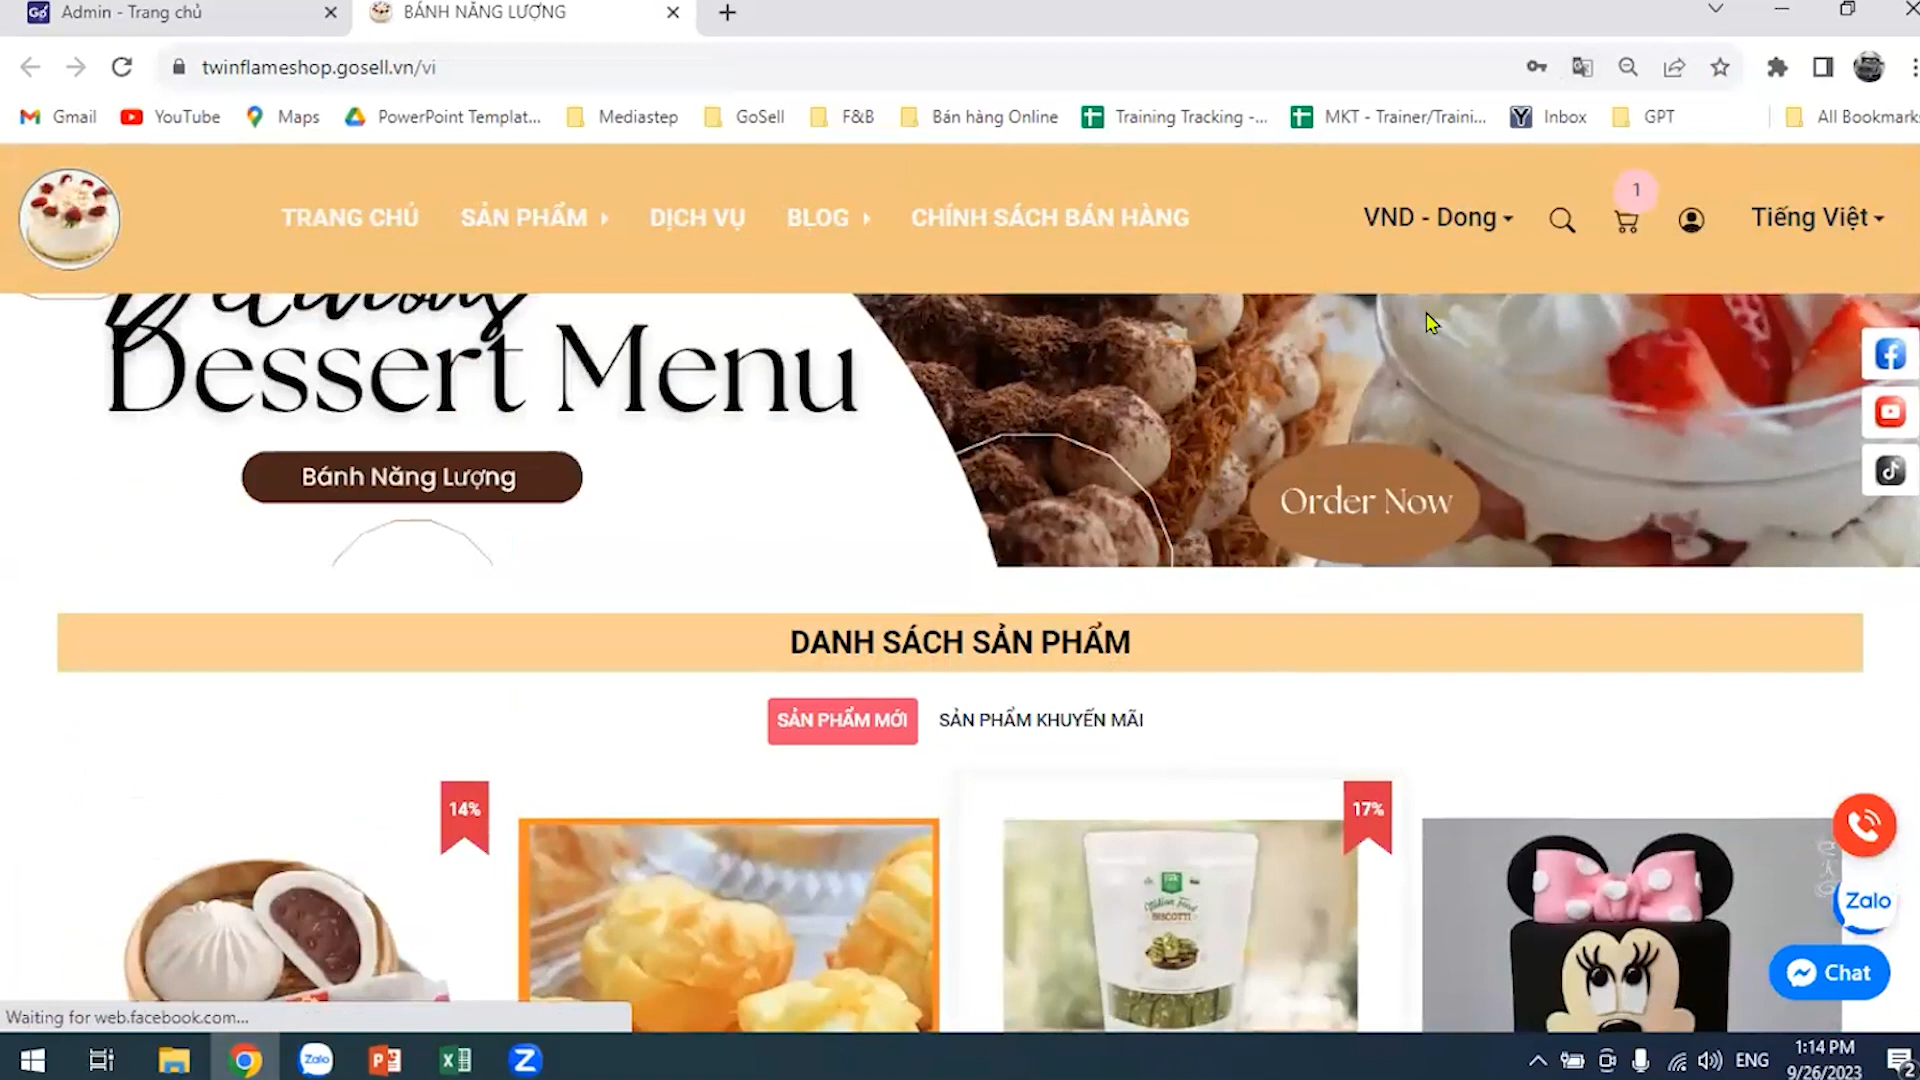 Admin - Trang chủ
BÁNH NĂNG LƯỢNG
twinflameshop.gosell.vn/vi
Gmail
YouTube
Maps
PowerPoint Templat...
Mediastep
GoSell
F&B
Bán hàng Online
Training Tracking -...
MKT - Trainer/Traini...
Inbox
GPT
All Bookmarks
TRANG CHỦ
SẢN PHẨM
DỊCH VỤ
BLOG
CHÍNH SÁCH BÁN HÀNG
VND - Dong
1
Tiếng Việt
Dessert Menu
Bánh Năng Lượng
Order Now
DANH SÁCH SẢN PHẨM
SẢN PHẨM MỚI
SẢN PHẨM KHUYẾN MÃI
14%
17%
BISCOTTI
Zalo
Chat
Waiting for web.facebook.com...
Zalo
ENG
1:14 PM
9/26/2023
2